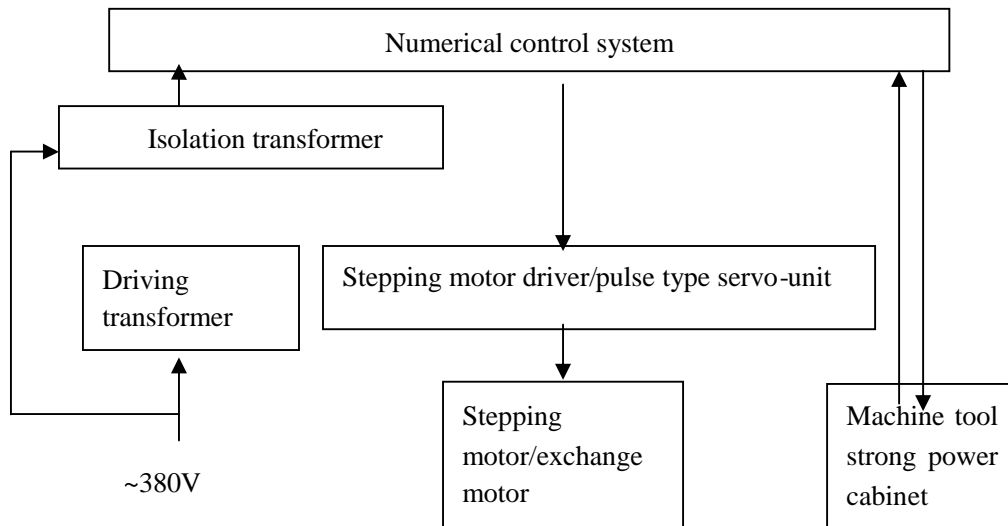 Numerical control system
Isolation transformer
Driving
transformer
Stepping motor driver/pulse type servo-unit
Stepping
motor/exchange
motor
Machine tool
strong power
cabinet
~380V